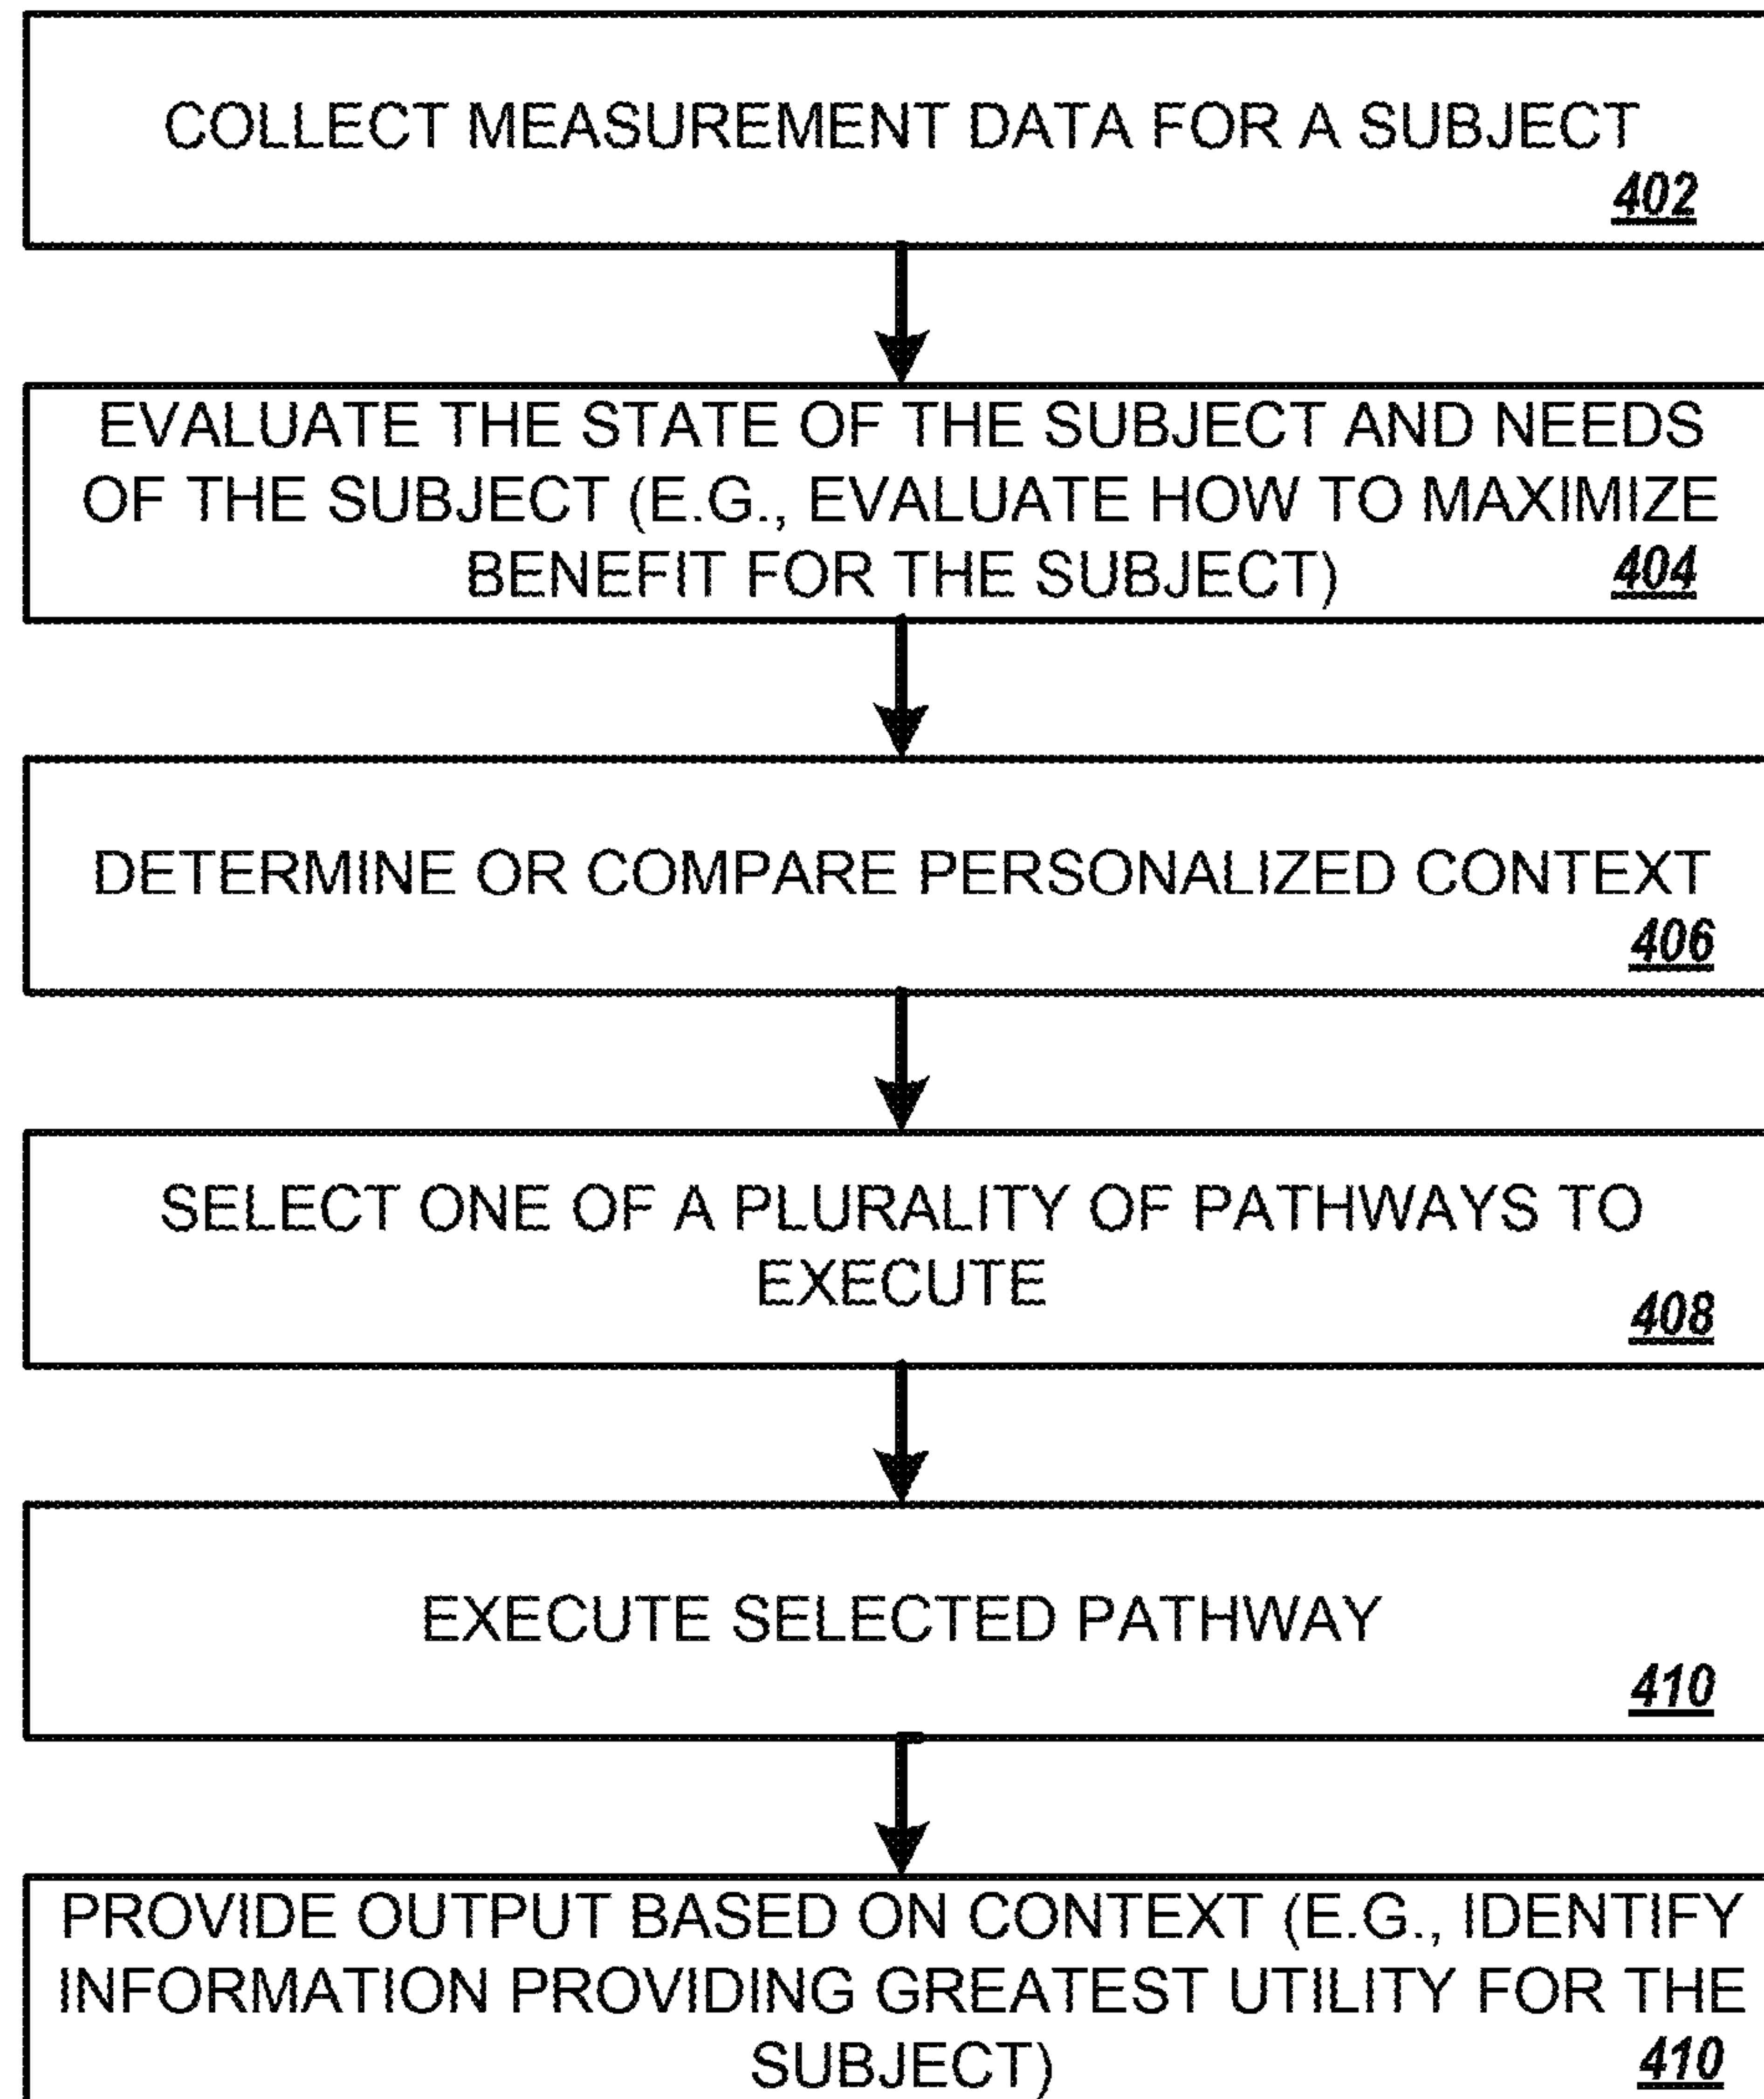 COLLECT MEASUREMENT DATA FOR A SUBJECT
402
EVALUATE THE STATE OF THE SUBJECT AND NEEDS
OF THE SUBJECT (E.G., EVALUATE HOW TO MAXIMIZE
BENEFIT FOR THE SUBJECT) 404
DETERMINE OR COMPARE PERSONALIZED CONTEXT
406
SELECT ONE OF A PLURALITY OF PATHWAYS TO
EXECUTE
408
EXECUTE SELECTED PATHWAY
410
PROVIDE OUTPUT BASED ON CONTEXT (E.G., IDENTIFY
INFORMATION PROVIDING GREATEST UTILITY FOR THE
SUBJECT) 410